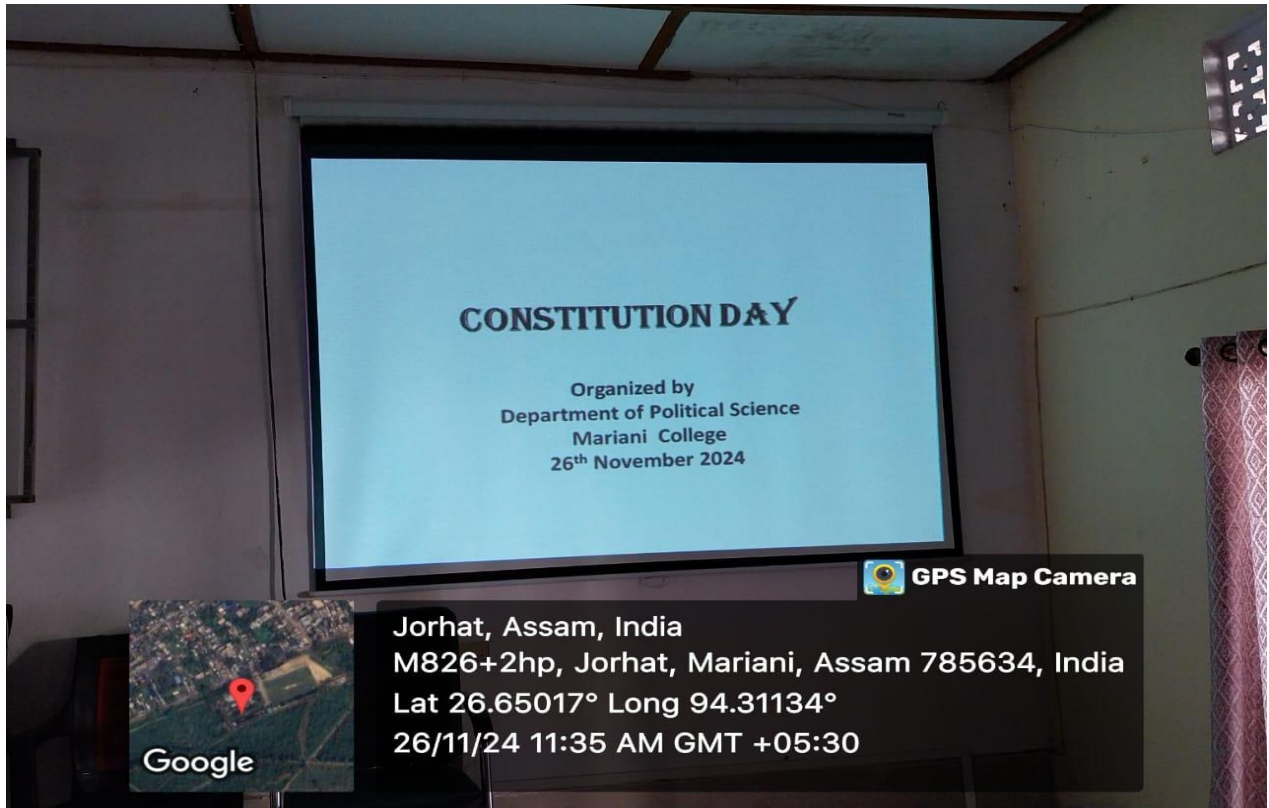 CONSTITUTION DAY
Organized by
Department of Political Science
Mariani College
26th November 2024
GPS Map Camera
Jorhat, Assam, India
M826+2hp, Jorhat, Mariani, Assam 785634, India
Lat 26.65017° Long 94.31134°
26/11/24 11:35 AM GMT +05:30
Google